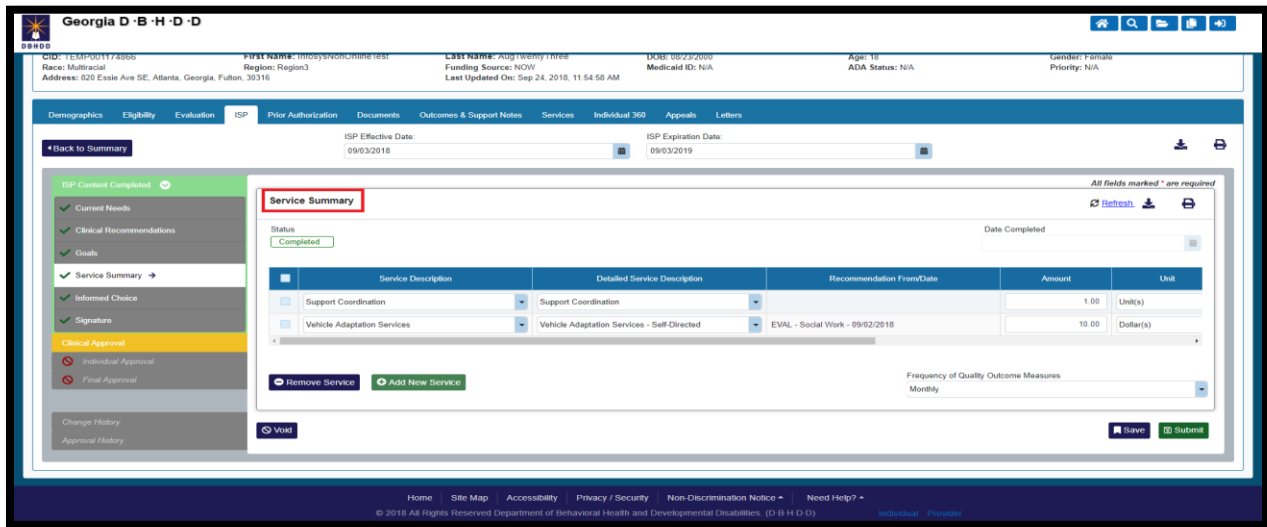 Georgia D ·B ·H ·D ·D
DBHDD
CID: TEMP001174866 First Name: InfosysNonOnlineTest Last Name: AugTwentyThree DOB: 08/23/2000 Age: 18 Gender: Female
Race: Multiracial Region: Region3 Funding Source: NOW Medicaid ID: N/A ADA Status: N/A Priority: N/A
Address: 820 Essie Ave SE, Atlanta, Georgia, Fulton, 30316 Last Updated On: Sep 24, 2018, 11:54:58 AM
Demographics Eligibility Evaluation ISP Prior Authorization Documents Outcomes & Support Notes Services Individual 360 Appeals Letters
ISP Effective Date: ISP Expiration Date:
Back to Summary 09/03/2018 09/03/2019
ISP Content Completed
All fields marked * are required
Current Needs
Clinical Recommendations
Goals
Service Summary
Informed Choice
Signature
Clinical Approval
Individual Approval
Final Approval
Change History
Approval History
Service Summary Refresh
Status Date Completed
Completed
Service Description Detailed Service Description Recommendation From/Date Amount Unit
Support Coordination Support Coordination 1.00 Unit(s)
Vehicle Adaptation Services Vehicle Adaptation Services - Self-Directed EVAL - Social Work - 09/02/2018 10.00 Dollar(s)
Remove Service Add New Service
Frequency of Quality Outcome Measures
Monthly
Void Save Submit
Home Site Map Accessibility Privacy / Security Non-Discrimination Notice Need Help?
© 2018 All Rights Reserved Department of Behavioral Health and Developmental Disabilities. (D·B·H·D·D) Individual Provider